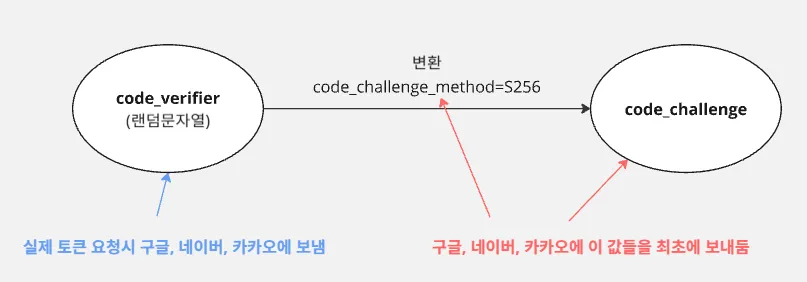 변환
code_challenge_method=S256
code_verifier
(랜덤문자열)
code_challenge
실제 토큰 요청시 구글, 네이버, 카카오에 보냄
구글, 네이버, 카카오에 이 값들을 최초에 보내둠